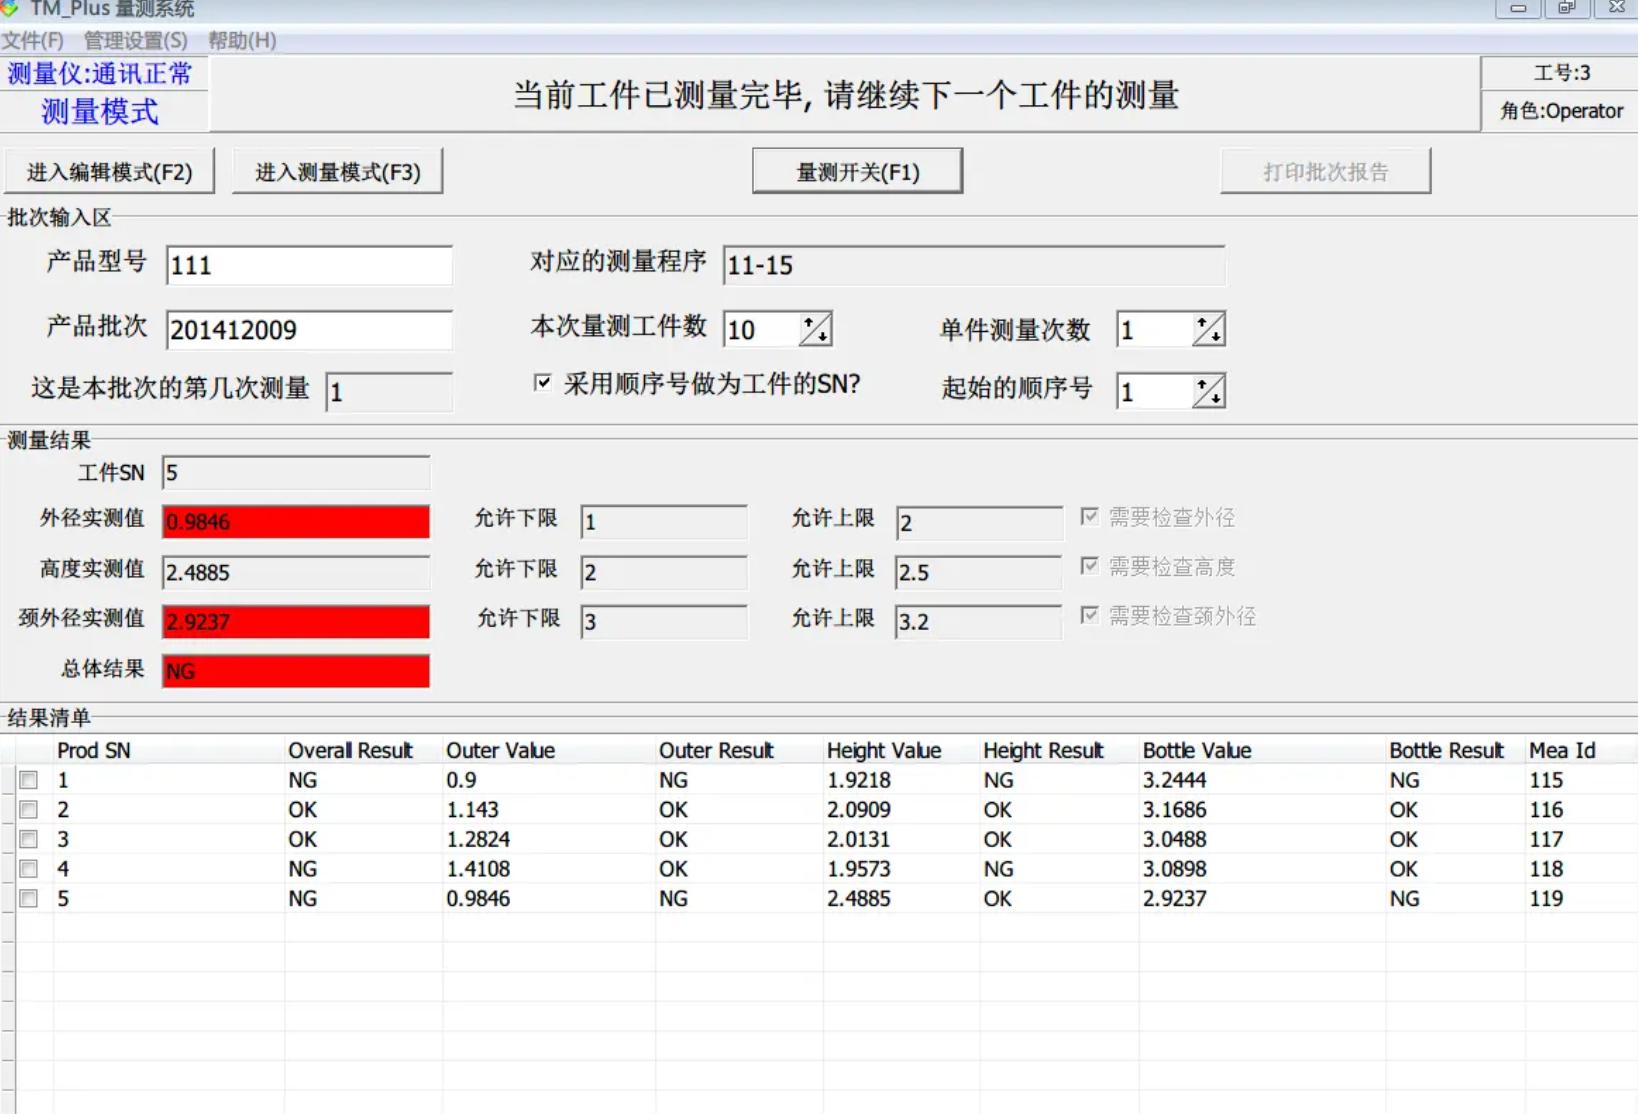 TM_Plus 量测系统
文件(F) 管理设置(S) 帮助(H)
测量仪:通讯正常
测量模式
当前工件已测量完毕, 请继续下一个工件的测量
工号:3
角色:Operator
进入编辑模式(F2) 进入测量模式(F3) 量测开关(F1) 打印批次报告
批次输入区
产品型号 111 对应的测量程序 11-15
产品批次 201412009 本次量测工件数 10 单件测量次数 1
这是本批次的第几次测量 1 采用顺序号做为工件的SN? 起始的顺序号 1
测量结果
工件SN 5
外径实测值 0.9846 允许下限 1 允许上限 2 需要检查外径
高度实测值 2.4885 允许下限 2 允许上限 2.5 需要检查高度
颈外径实测值 2.9237 允许下限 3 允许上限 3.2 需要检查颈外径
总体结果 NG
结果清单
Prod SN Overall Result Outer Value Outer Result Height Value Height Result Bottle Value Bottle Result Mea Id
1 NG 0.9 NG 1.9218 NG 3.2444 NG 115
2 OK 1.143 OK 2.0909 OK 3.1686 OK 116
3 OK 1.2824 OK 2.0131 OK 3.0488 OK 117
4 NG 1.4108 OK 1.9573 NG 3.0898 OK 118
5 NG 0.9846 NG 2.4885 OK 2.9237 NG 119